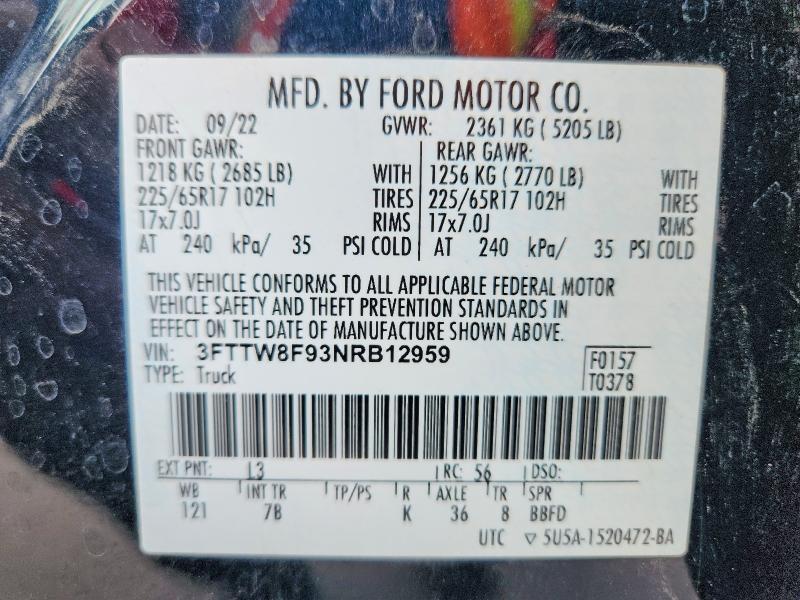 MFD. BY FORD MOTOR CO.
DATE: 09/22 GVWR: 2361 KG ( 5205 LB)
FRONT GAWR: REAR GAWR:
1218 KG ( 2685 LB) WITH 1256 KG ( 2770 LB) WITH
225/65R17 102H TIRES 225/65R17 102H TIRES
17x7.0J RIMS 17x7.0J RIMS
AT 240 kPa/ 35 PSI COLD AT 240 kPa/ 35 PSI COLD
THIS VEHICLE CONFORMS TO ALL APPLICABLE FEDERAL MOTOR
VEHICLE SAFETY AND THEFT PREVENTION STANDARDS IN
EFFECT ON THE DATE OF MANUFACTURE SHOWN ABOVE.
VIN: 3FTTW8F93NRB12959 F0157
TYPE: Truck T0378
EXT PNT: L3 RC: 56 DSO:
WB INT TR TP/PS R AXLE TR SPR
121 7B K 36 8 BBFD
UTC ▽ 5U5A-1520472-BA